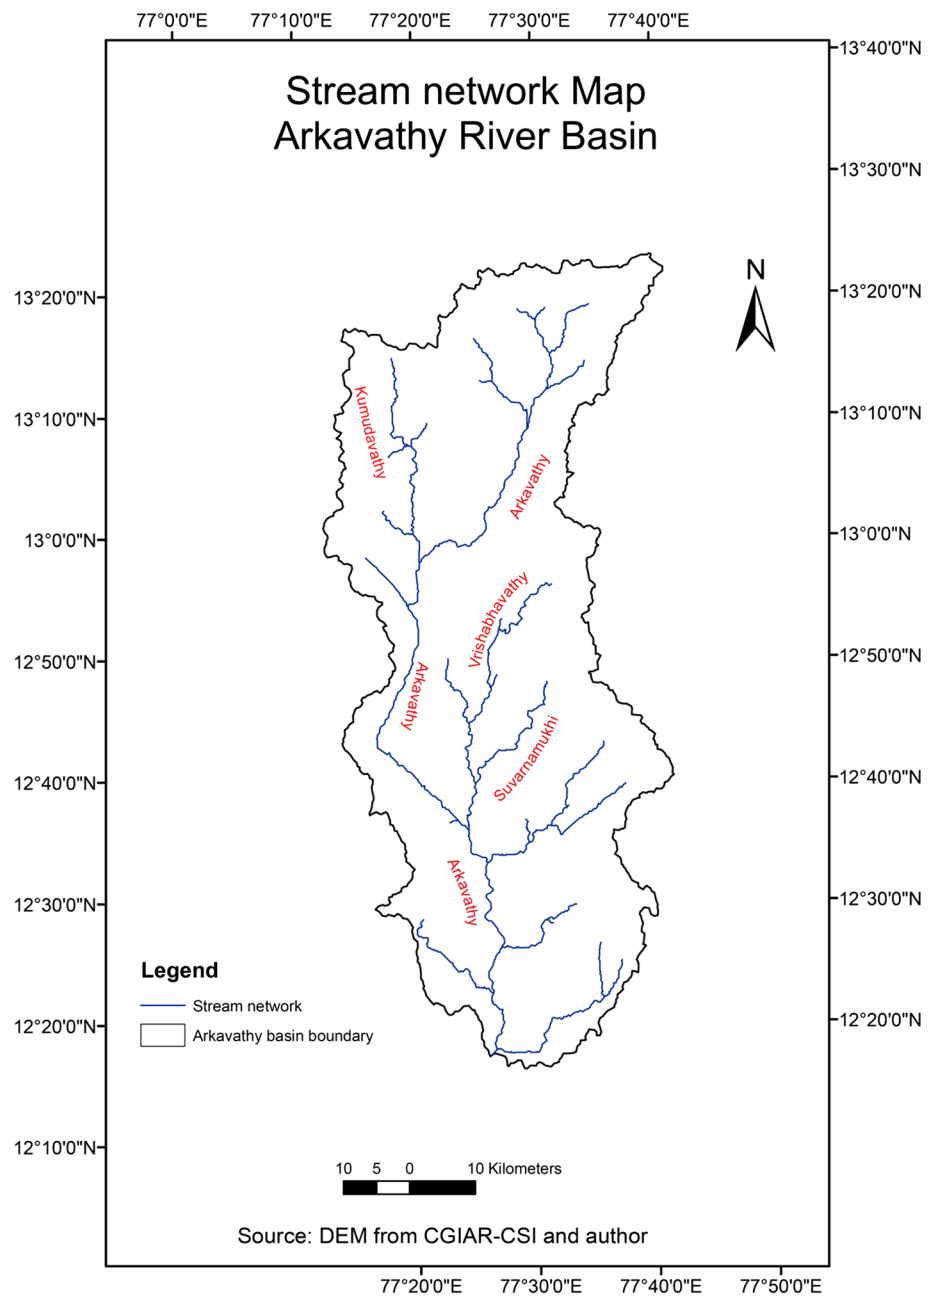 77°0'0"E 77°10'0"E 77°20'0"E 77°30'0"E 77°40'0"E
13°40'0"N
Stream network Map
Arkavathy River Basin
13°30'0"N
N
13°20'0"N
13°20'0"N
13°10'0"N
13°10'0"N
Kumudavathy
Arkavathy
13°0'0"N
13°0'0"N
Vrishabhavathy
12°50'0"N
12°50'0"N
Arkavathy
Suvarnamukhi
12°40'0"N
12°40'0"N
Arkavathy
12°30'0"N
12°30'0"N
Legend
Stream network
Arkavathy basin boundary
12°20'0"N
12°20'0"N
12°10'0"N
10 5 0 10 Kilometers
Source: DEM from CGIAR-CSI and author
77°20'0"E 77°30'0"E 77°40'0"E 77°50'0"E